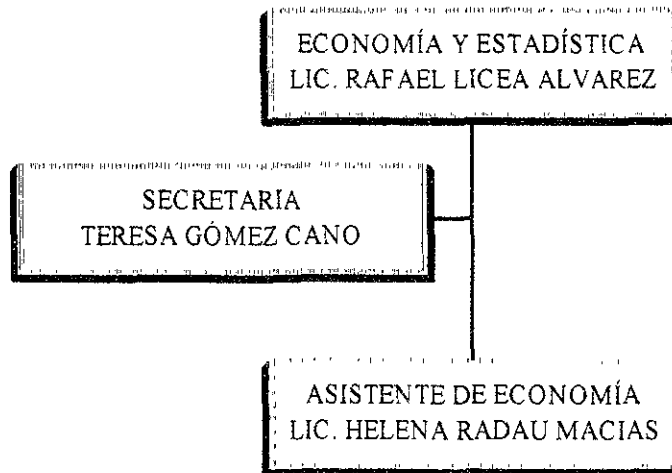 ECONOMÍA Y ESTADÍSTICA
LIC. RAFAEL LICEA ALVAREZ
SECRETARIA
TERESA GÓMEZ CANO
ASISTENTE DE ECONOMÍA
LIC. HELENA RADAU MACIAS